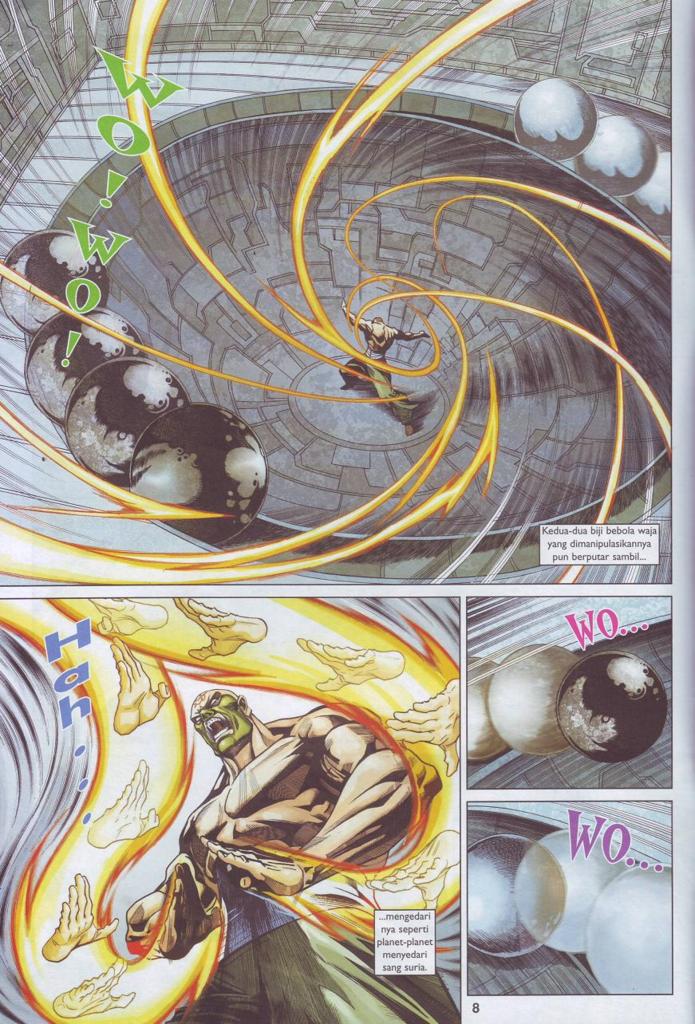 WO! WO!
Kedua-dua biji bebola waja
yang dimanipulasikannya
pun berputar sambil...
Hah...
...mengedari
nya seperti
planet-planet
menyedari
sang suria.
WO...
WO...
8